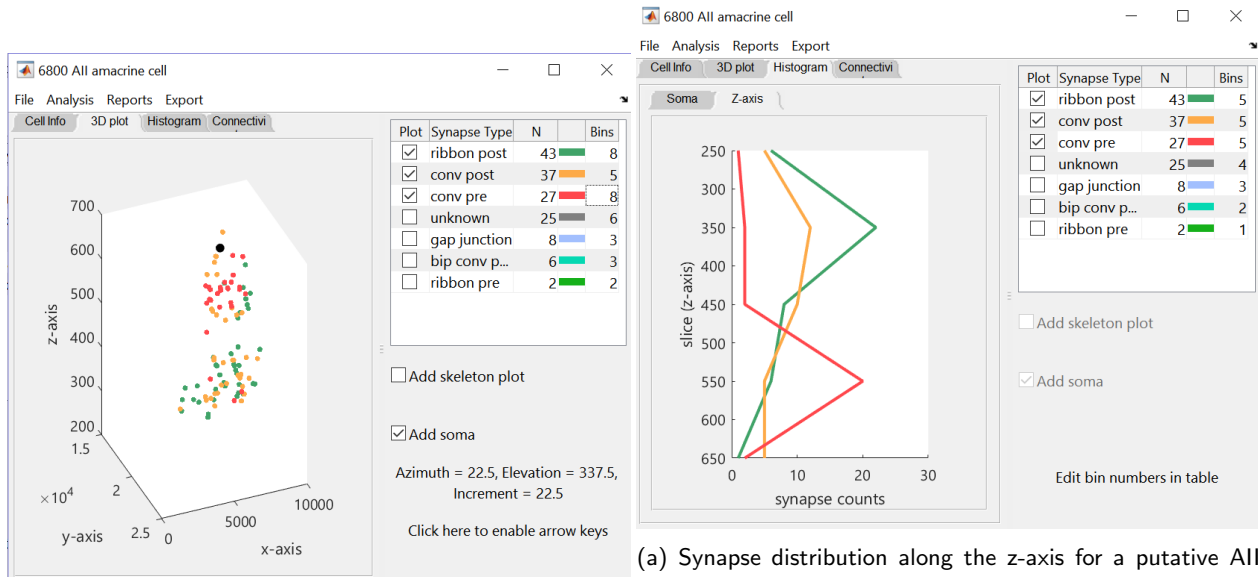 6800 AII amacrine cell
File Analysis Reports Export
Cell Info 3D plot Histogram Connectivi
700
600
500
400
300
200
z-axis
1.5
×10⁴
2
2.5
y-axis
0
5000
10000
x-axis
Plot Synapse Type N Bins
ribbon post 43 8
conv post 37 5
conv pre 27 8
unknown 25 6
gap junction 8 3
bip conv p... 6 3
ribbon pre 2 2
Add skeleton plot
Add soma
Azimuth = 22.5, Elevation = 337.5,
Increment = 22.5
Click here to enable arrow keys
6800 AII amacrine cell
File Analysis Reports Export
Cell Info 3D plot Histogram Connectivi
Soma Z-axis
250
300
350
400
450
500
550
600
650
slice (z-axis)
0 10 20 30
synapse counts
Plot Synapse Type N Bins
ribbon post 43 5
conv post 37 5
conv pre 27 5
unknown 25 4
gap junction 8 3
bip conv p... 6 2
ribbon pre 2 1
Add skeleton plot
Add soma
Edit bin numbers in table
(a) Synapse distribution along the z-axis for a putative AII